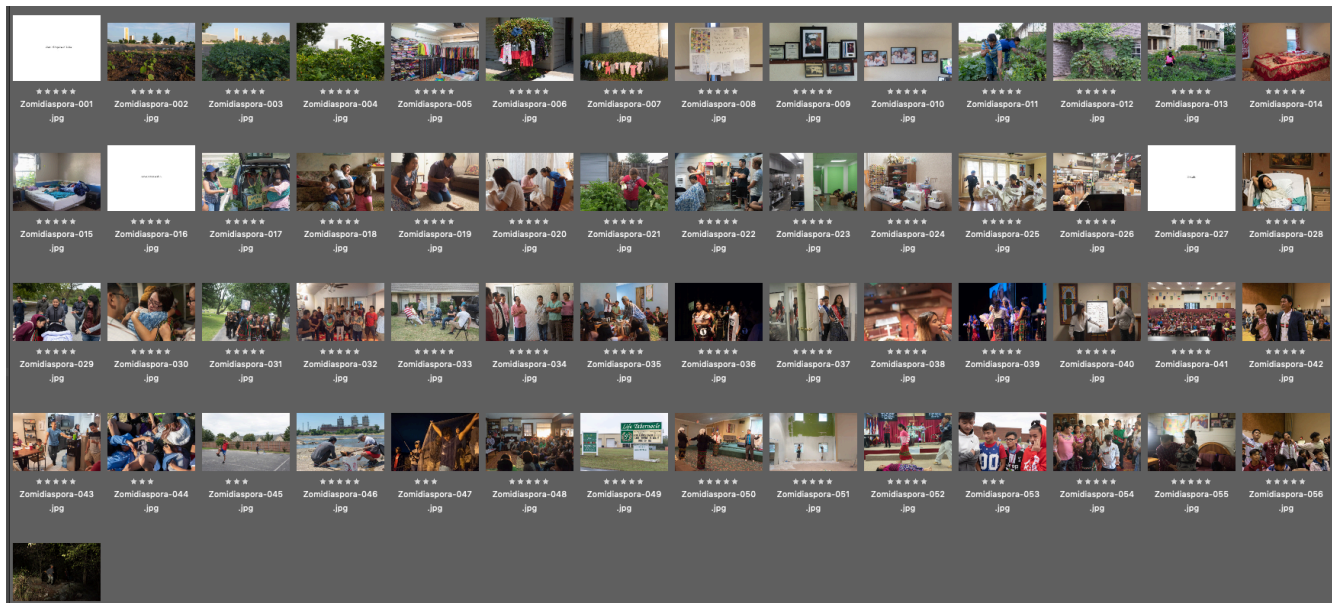 Zomidiaspora-001 Zomidiaspora-002 Zomidiaspora-003 Zomidiaspora-004 Zomidiaspora-005 Zomidiaspora-006 Zomidiaspora-007 Zomidiaspora-008 Zomidiaspora-009 Zomidiaspora-010 Zomidiaspora-011 Zomidiaspora-012 Zomidiaspora-013 Zomidiaspora-014
.jpg .jpg .jpg .jpg .jpg .jpg .jpg .jpg .jpg .jpg .jpg .jpg .jpg .jpg
Zomidiaspora-015 Zomidiaspora-016 Zomidiaspora-017 Zomidiaspora-018 Zomidiaspora-019 Zomidiaspora-020 Zomidiaspora-021 Zomidiaspora-022 Zomidiaspora-023 Zomidiaspora-024 Zomidiaspora-025 Zomidiaspora-026 Zomidiaspora-027 Zomidiaspora-028
.jpg .jpg .jpg .jpg .jpg .jpg .jpg .jpg .jpg .jpg .jpg .jpg .jpg .jpg
Zomidiaspora-029 Zomidiaspora-030 Zomidiaspora-031 Zomidiaspora-032 Zomidiaspora-033 Zomidiaspora-034 Zomidiaspora-035 Zomidiaspora-036 Zomidiaspora-037 Zomidiaspora-038 Zomidiaspora-039 Zomidiaspora-040 Zomidiaspora-041 Zomidiaspora-042
.jpg .jpg .jpg .jpg .jpg .jpg .jpg .jpg .jpg .jpg .jpg .jpg .jpg .jpg
Life Tabernacle
Zomidiaspora-043 Zomidiaspora-044 Zomidiaspora-045 Zomidiaspora-046 Zomidiaspora-047 Zomidiaspora-048 Zomidiaspora-049 Zomidiaspora-050 Zomidiaspora-051 Zomidiaspora-052 Zomidiaspora-053 Zomidiaspora-054 Zomidiaspora-055 Zomidiaspora-056
.jpg .jpg .jpg .jpg .jpg .jpg .jpg .jpg .jpg .jpg .jpg .jpg .jpg .jpg